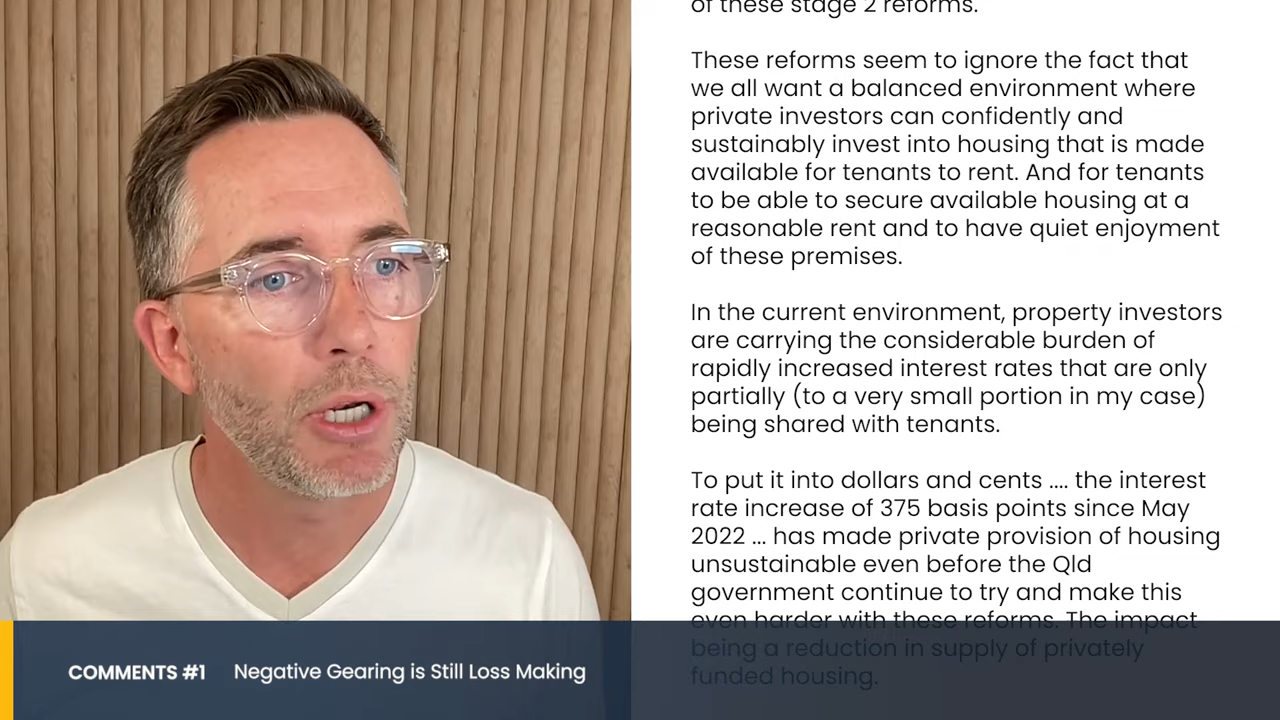 of these stage 2 reforms.
These reforms seem to ignore the fact that
we all want a balanced environment where
private investors can confidently and
sustainably invest into housing that is made
available for tenants to rent. And for tenants
to be able to secure available housing at a
reasonable rent and to have quiet enjoyment
of these premises.
In the current environment, property investors
are carrying the considerable burden of
rapidly increased interest rates that are only
partially (to a very small portion in my case)
being shared with tenants.
To put it into dollars and cents .... the interest
rate increase of 375 basis points since May
2022 ... has made private provision of housing
unsustainable even before the Qld
government continue to try and make this
even harder with these reforms. The impact
being a reduction in supply of privately
funded housing.
COMMENTS #1 Negative Gearing is Still Loss Making